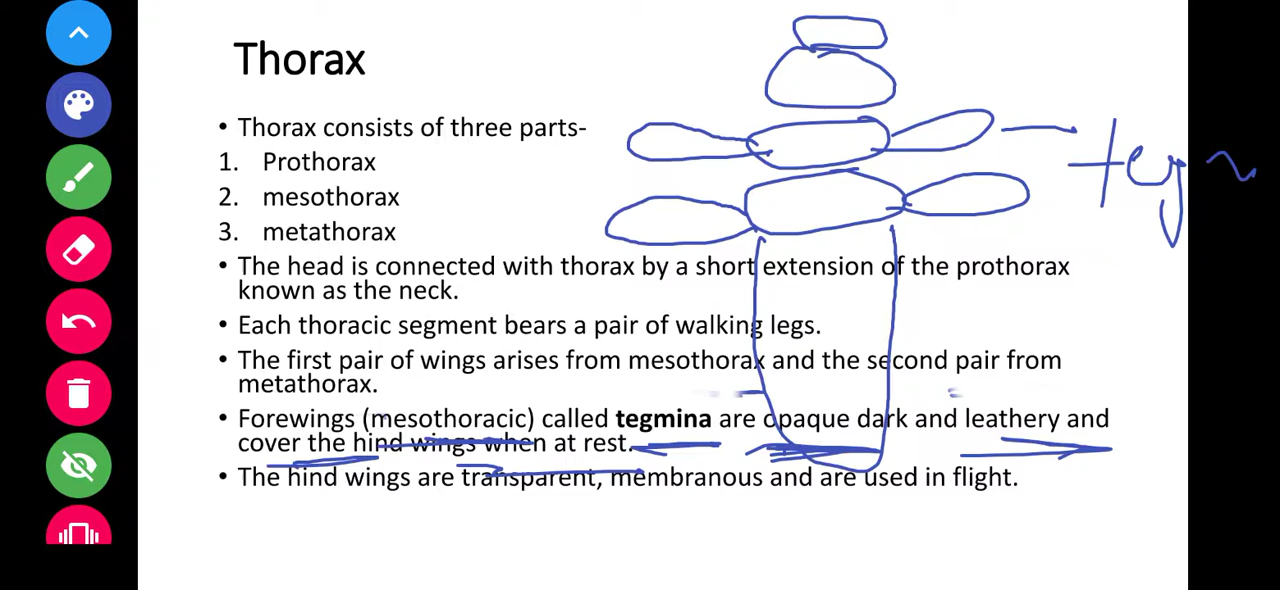 Thorax
• Thorax consists of three parts-
1. Prothorax
2. mesothorax
3. metathorax
• The head is connected with thorax by a short extension of the prothorax
known as the neck.
• Each thoracic segment bears a pair of walking legs.
• The first pair of wings arises from mesothorax and the second pair from
metathorax.
• Forewings (mesothoracic) called tegmina are opaque dark and leathery and
cover the hind wings when at rest.
• The hind wings are transparent, membranous and are used in flight.
teg